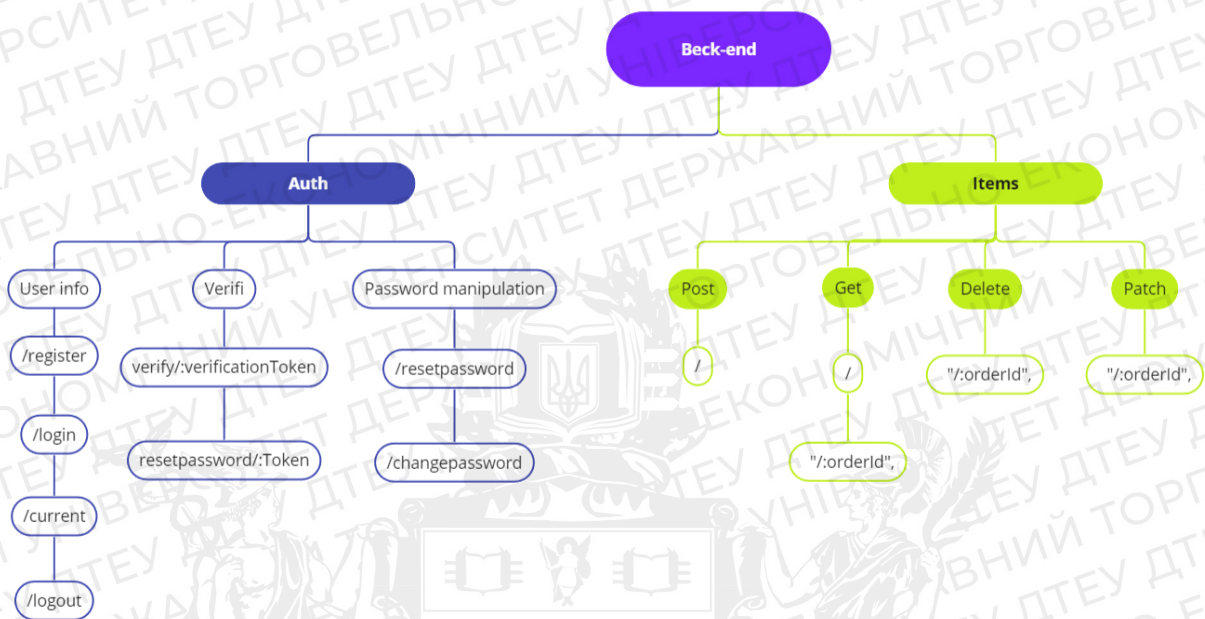 Beck-end
Auth
Items
User info
Verifi
Password manipulation
Post
Get
Delete
Patch
/register
verify/:verificationToken
/resetpassword
/
/
"/:orderId",
"/:orderId",
/login
resetpassword/:Token
/changepassword
"/:orderId",
/current
/logout